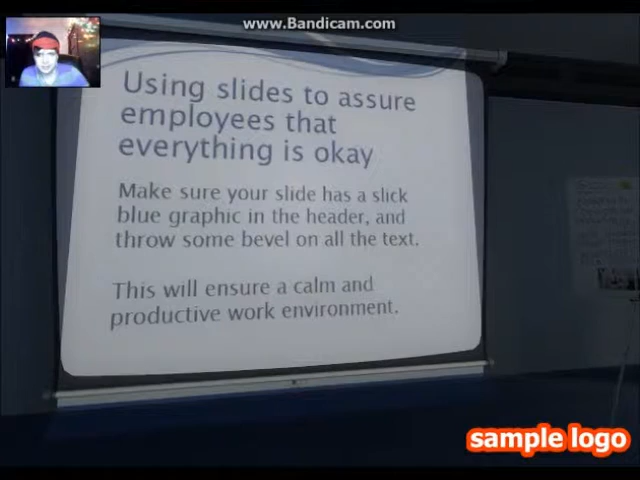 www.Bandicam.com
Using slides to assure
employees that
everything is okay
Make sure your slide has a slick
blue graphic in the header, and
throw some bevel on all the text.
This will ensure a calm and
productive work environment.
sample logo